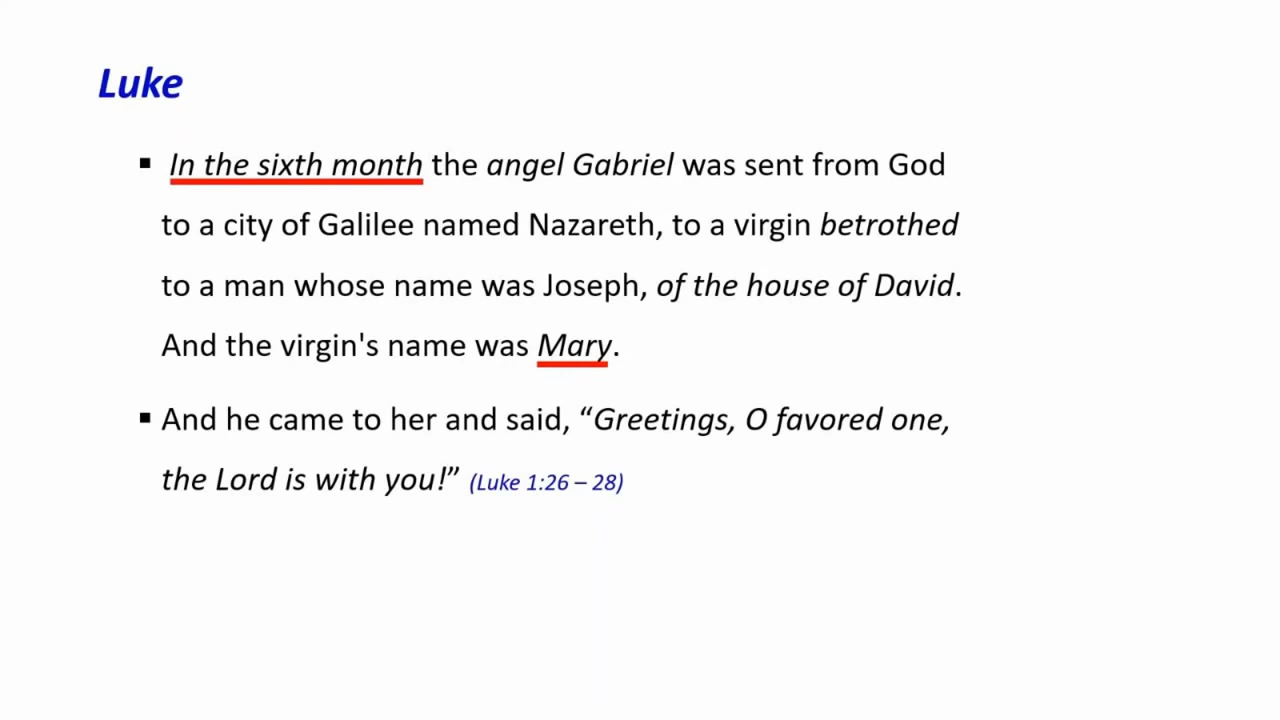 Luke
▪ In the sixth month the angel Gabriel was sent from God
to a city of Galilee named Nazareth, to a virgin betrothed
to a man whose name was Joseph, of the house of David.
And the virgin's name was Mary.
▪ And he came to her and said, “Greetings, O favored one,
the Lord is with you!” (Luke 1:26 – 28)